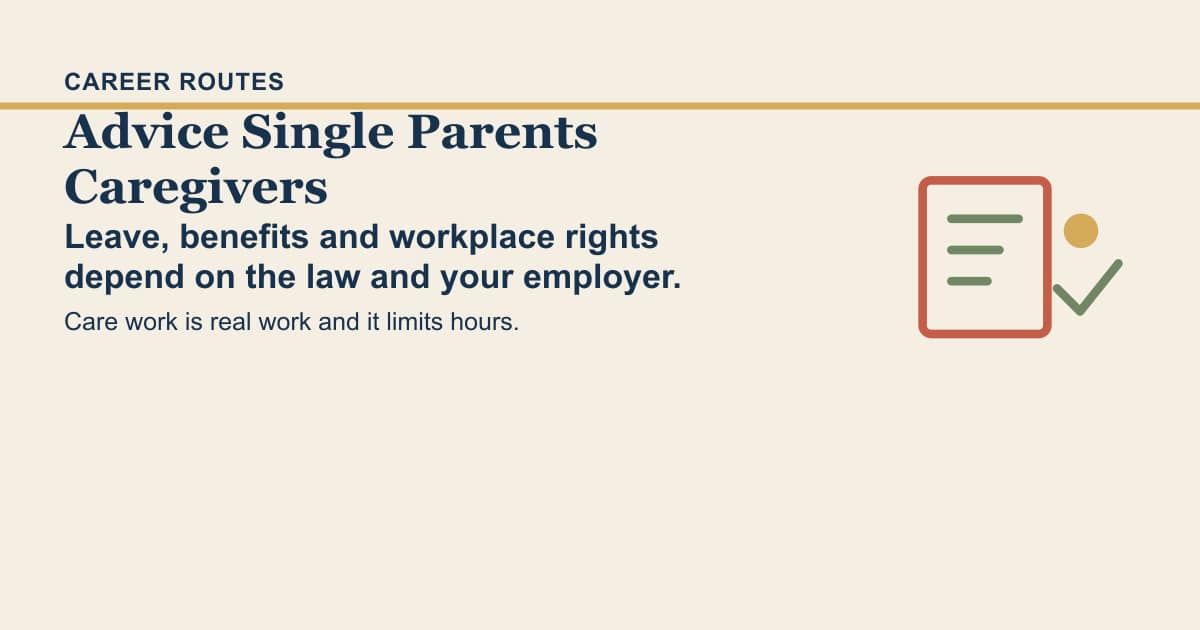 CAREER ROUTES
Advice Single Parents
Caregivers
Leave, benefits and workplace rights
depend on the law and your employer.
Care work is real work and it limits hours.